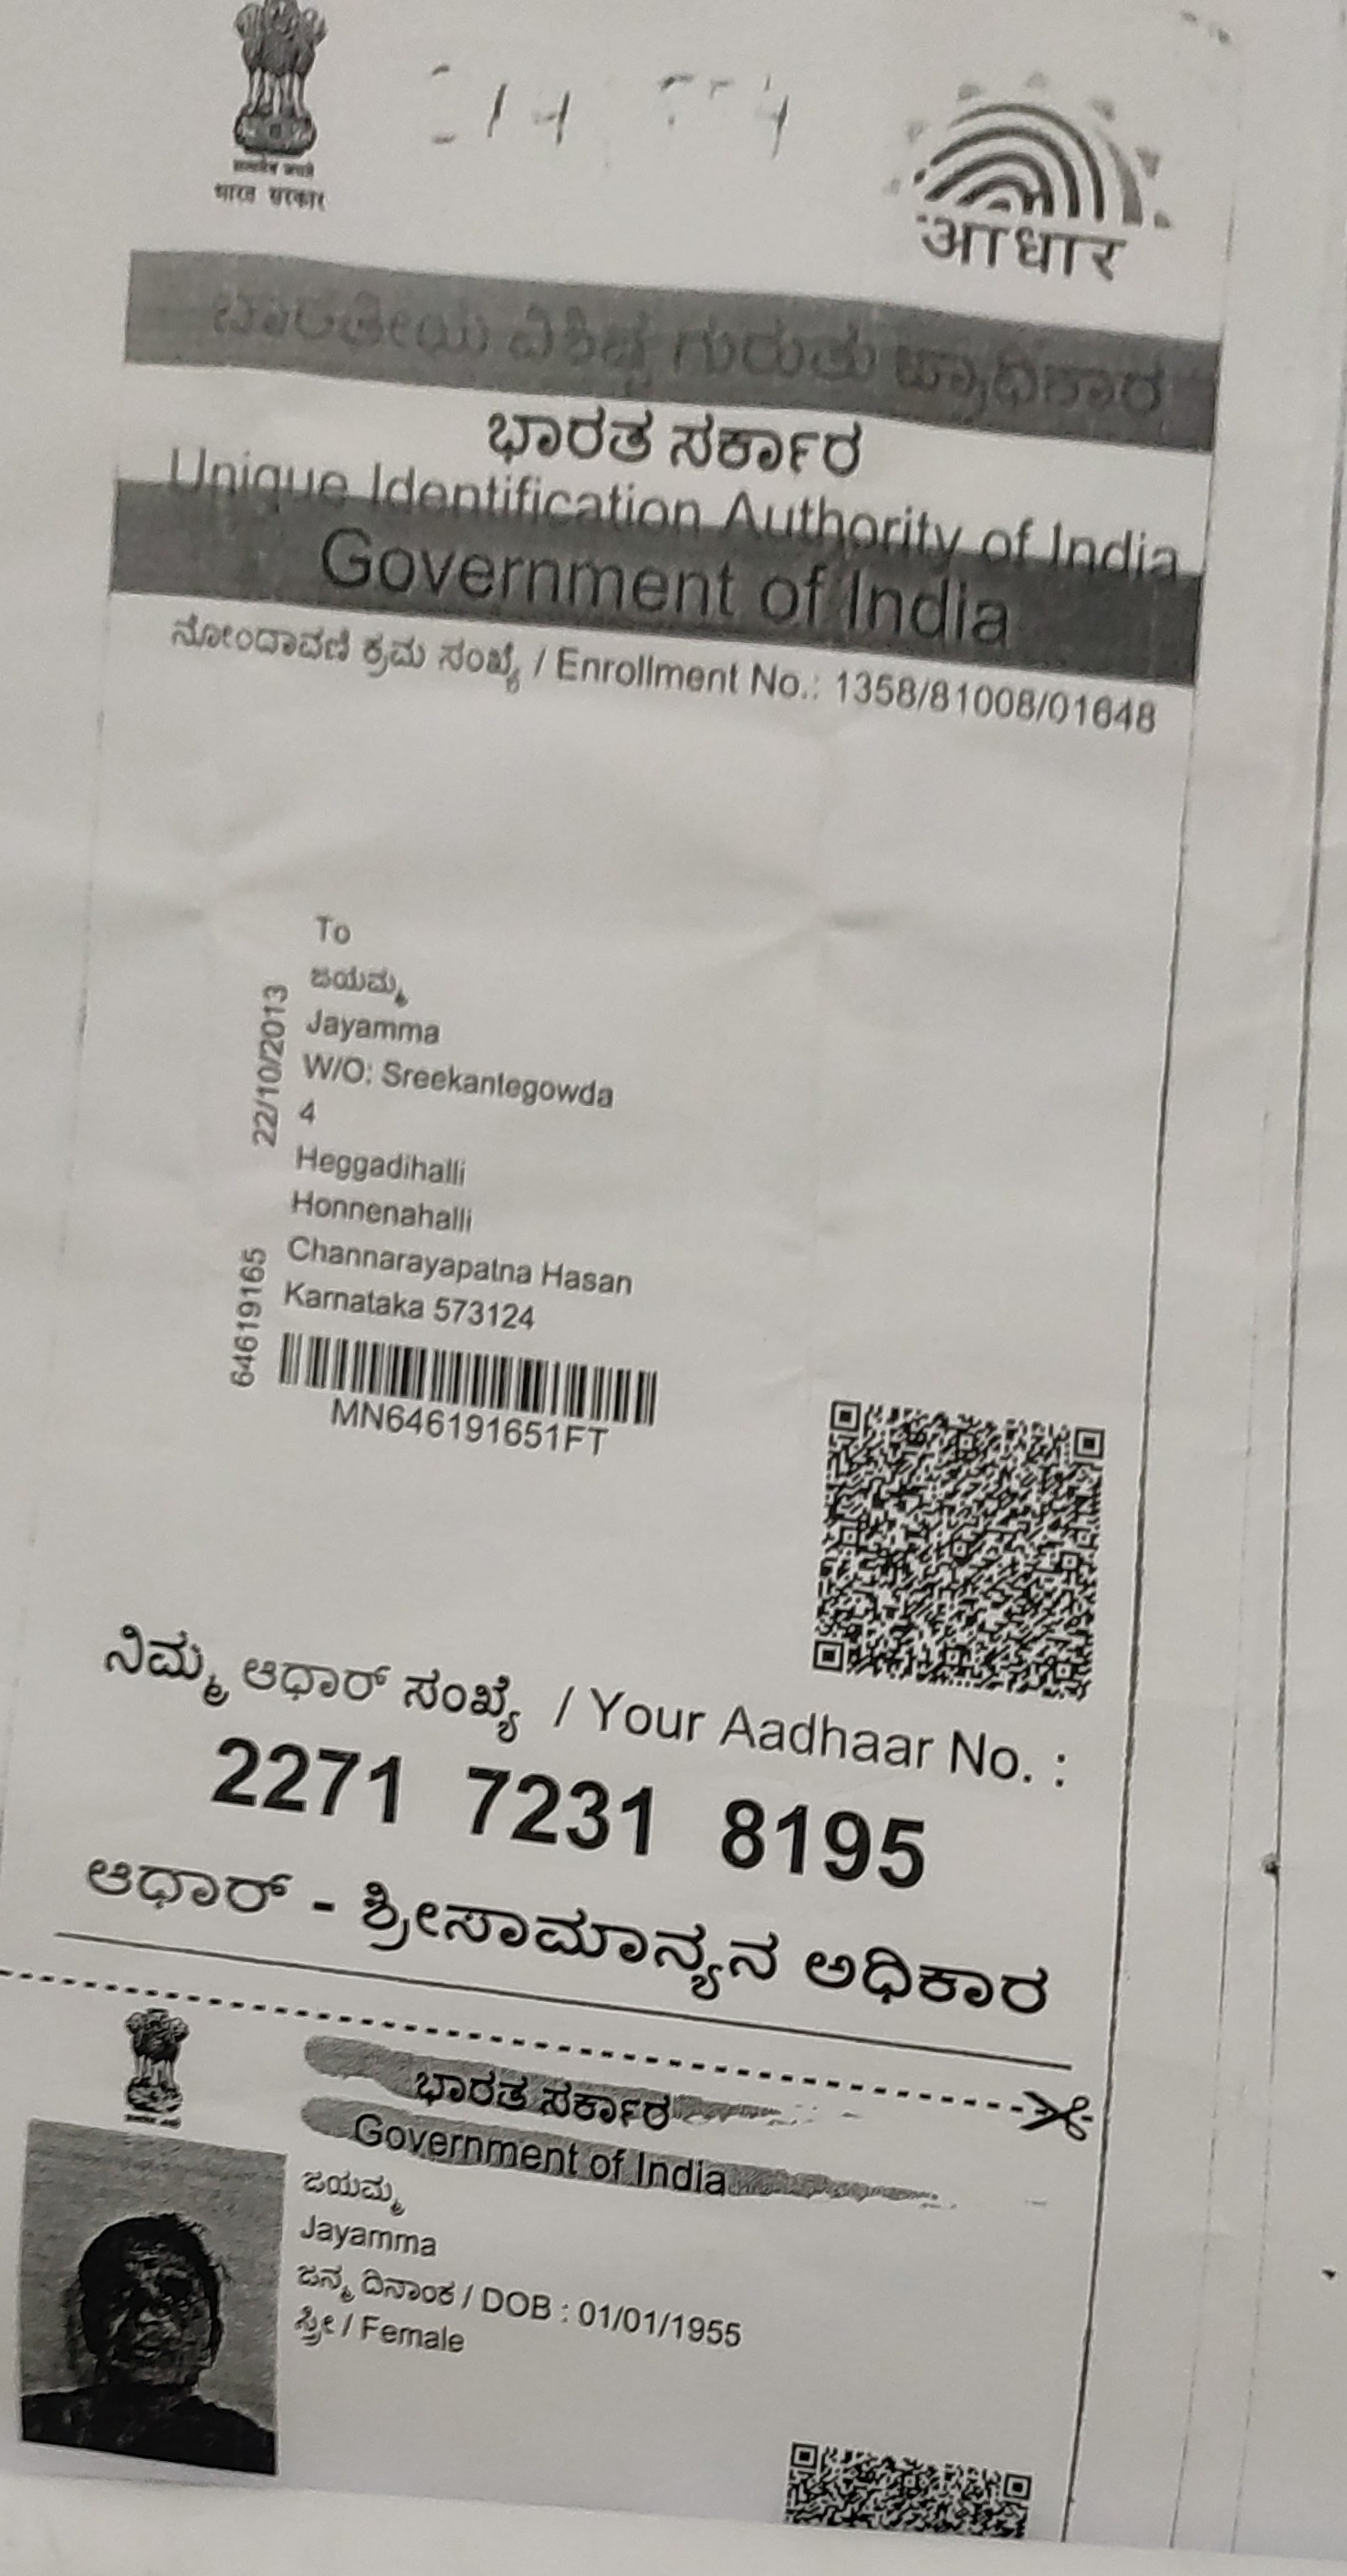 भारत सरकार
आधार
ಭಾರತೀಯ ವಿಶಿಷ್ಟ ಗುರುತು ಪ್ರಾಧಿಕಾರ
ಭಾರತ ಸರ್ಕಾರ
Unique Identification Authority of India
Government of India
ನೋಂದಾವಣಿ ಕ್ರಮ ಸಂಖ್ಯೆ / Enrollment No.: 1358/81008/01648
To
ಜಯಮ್ಮ
Jayamma
W/O: Sreekantegowda
4
Heggadihalli
Honnenahalli
Channarayapatna Hasan
Karnataka 573124
22/10/2013
64619165
MN646191651FT
ನಿಮ್ಮ ಆಧಾರ್ ಸಂಖ್ಯೆ / Your Aadhaar No. :
2271 7231 8195
ಆಧಾರ್ - ಶ್ರೀಸಾಮಾನ್ಯನ ಅಧಿಕಾರ
ಭಾರತ ಸರ್ಕಾರ
Government of India
ಜಯಮ್ಮ
Jayamma
ಜನ್ಮ ದಿನಾಂಕ / DOB : 01/01/1955
ಸ್ತ್ರೀ / Female